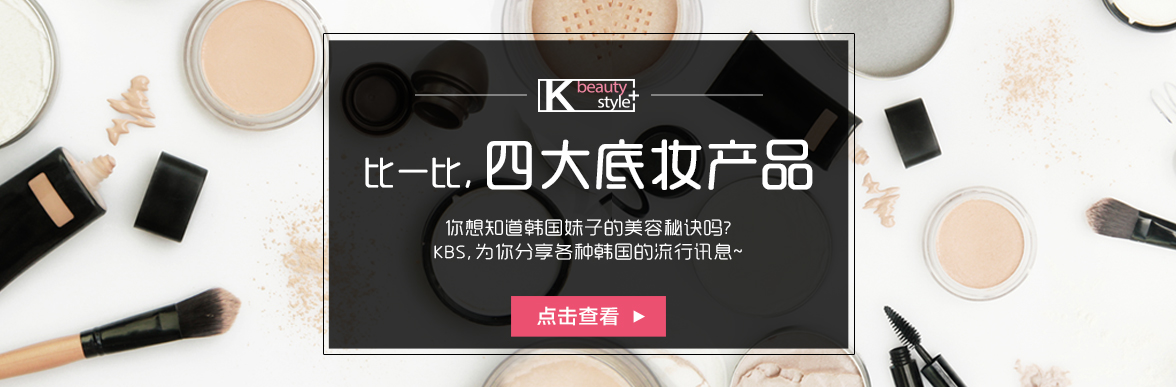 K beauty
style+
比一比, 四大底妆产品
你想知道韩国妹子的美容秘诀吗?
KBS, 为你分享各种韩国的流行讯息~
点击查看 ▶